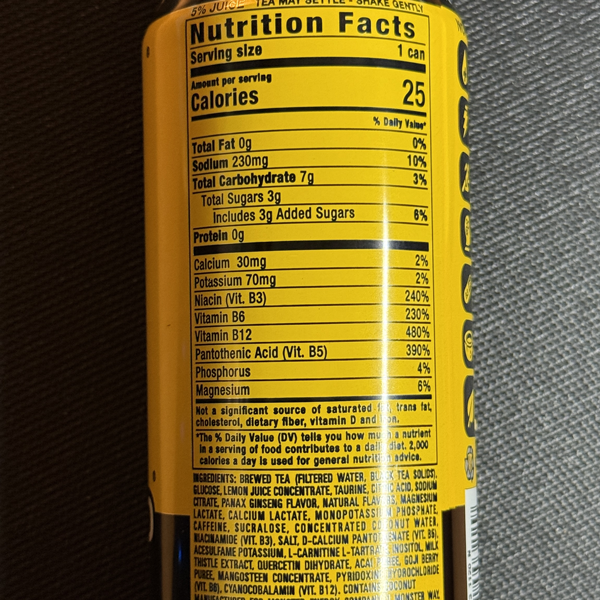 5% JUICE TEA MAY SETTLE - SHAKE GENTLY
Nutrition Facts
Serving size 1 can
Amount per serving
Calories 25
% Daily Value*
Total Fat 0g 0%
Sodium 230mg 10%
Total Carbohydrate 7g 3%
Total Sugars 3g
Includes 3g Added Sugars 6%
Protein 0g
Calcium 30mg 2%
Potassium 70mg 2%
Niacin (Vit. B3) 240%
Vitamin B6 230%
Vitamin B12 480%
Pantothenic Acid (Vit. B5) 390%
Phosphorus 4%
Magnesium 6%
Not a significant source of saturated fat, trans fat,
cholesterol, dietary fiber, vitamin D and iron.
*The % Daily Value (DV) tells you how much a nutrient
in a serving of food contributes to a daily diet. 2,000
calories a day is used for general nutrition advice.
INGREDIENTS: BREWED TEA (FILTERED WATER, BLACK TEA SOLIDS),
GLUCOSE, LEMON JUICE CONCENTRATE, TAURINE, CITRIC ACID, SODIUM
CITRATE, PANAX GINSENG FLAVOR, NATURAL FLAVORS, MAGNESIUM
LACTATE, CALCIUM LACTATE, MONOPOTASSIUM PHOSPHATE,
CAFFEINE, SUCRALOSE, CONCENTRATED COCONUT WATER,
NIACINAMIDE (VIT. B3), SALT, D-CALCIUM PANTOTHENATE (VIT. B5),
ACESULFAME POTASSIUM, L-CARNITINE L-TARTRATE, INOSITOL, MILK
THISTLE EXTRACT, QUERCETIN DIHYDRATE, ACAI PUREE, GOJI BERRY
PUREE, MANGOSTEEN CONCENTRATE, PYRIDOXINE HYDROCHLORIDE
(VIT. B6), CYANOCOBALAMIN (VIT. B12). CONTAINS COCONUT